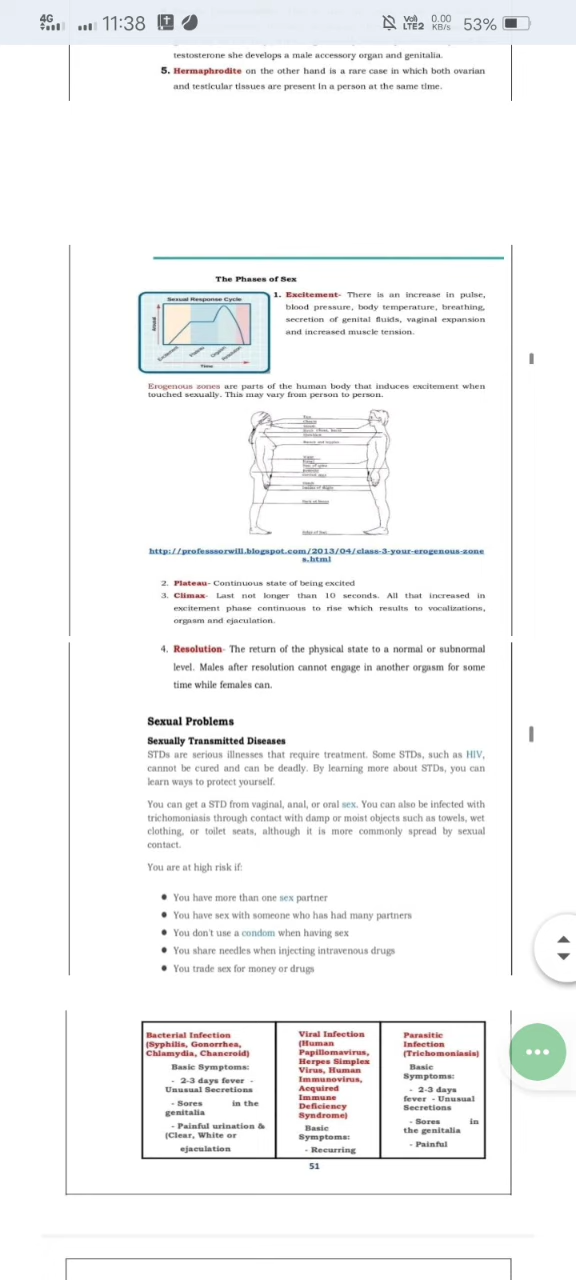 4G
11:38
Vo)) LTE2
0.00 KB/s
53%
testosterone she develops a male accessory organ and genitalia.
5. Hermaphrodite on the other hand is a rare case in which both ovarian
and testicular tissues are present in a person at the same time.
The Phases of Sex
Sexual Response Cycle
Excitement
Plateau
Orgasm
Resolution
Time
1. Excitement- There is an increase in pulse,
blood pressure, body temperature, breathing,
secretion of genital fluids, vaginal expansion
and increased muscle tension.
Erogenous zones are parts of the human body that induces excitement when
touched sexually. This may vary from person to person.
http://professsorwill.blogspot.com/2013/04/class-3-your-erogenous-zone
s.html
2. Plateau- Continuous state of being excited
3. Climax- Last not longer than 10 seconds. All that increased in
excitement phase continuous to rise which results to vocalizations,
orgasm and ejaculation.
4. Resolution- The return of the physical state to a normal or subnormal
level. Males after resolution cannot engage in another orgasm for some
time while females can.
Sexual Problems
Sexually Transmitted Diseases
STDs are serious illnesses that require treatment. Some STDs, such as HIV,
cannot be cured and can be deadly. By learning more about STDs, you can
learn ways to protect yourself.
You can get a STD from vaginal, anal, or oral sex. You can also be infected with
trichomoniasis through contact with damp or moist objects such as towels, wet
clothing, or toilet seats, although it is more commonly spread by sexual
contact.
You are at high risk if:
• You have more than one sex partner
• You have sex with someone who has had many partners
• You don't use a condom when having sex
• You share needles when injecting intravenous drugs
• You trade sex for money or drugs
Bacterial Infection
(Syphilis, Gonorrhea,
Chlamydia, Chancroid)
Basic Symptoms:
- 2-3 days fever -
Unusual Secretions
- Sores in the
genitalia
- Painful urination &
(Clear, White or
ejaculation
Viral Infection
(Human
Papillomavirus,
Herpes Simplex
Virus, Human
Immunovirus,
Acquired
Immune
Deficiency
Syndrome)
Basic
Symptoms:
- Recurring
Parasitic
Infection
(Trichomoniasis)
Basic
Symptoms:
- 2-3 days
fever - Unusual
Secretions
- Sores in
the genitalia
- Painful
51